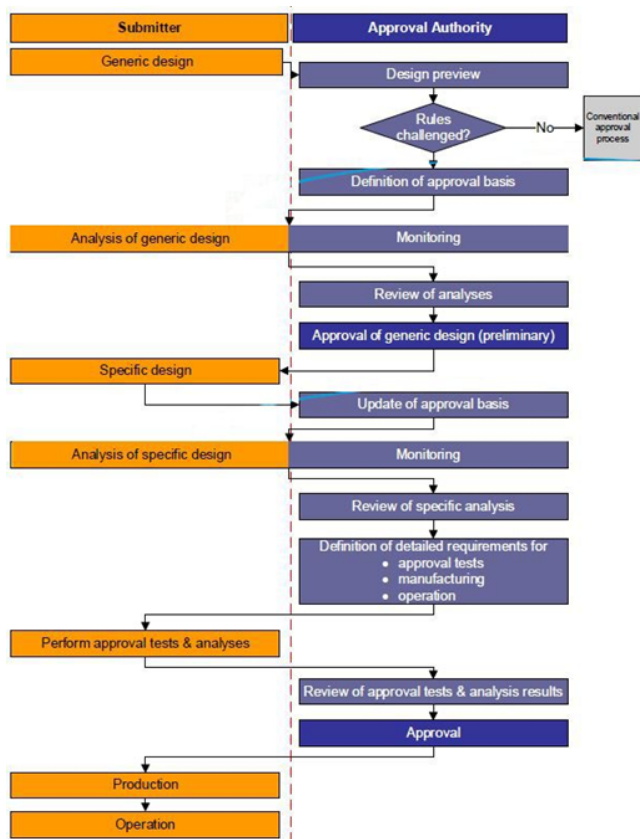 Submitter
Approval Authority
Generic design
Design preview
Rules
challenged?
No
Conventional
approval
process
Definition of approval basis
Analysis of generic design
Monitoring
Review of analyses
Approval of generic design (preliminary)
Specific design
Update of approval basis
Analysis of specific design
Monitoring
Review of specific analysis
Definition of detailed requirements for
• approval tests
• manufacturing
• operation
Perform approval tests & analyses
Review of approval tests & analysis results
Approval
Production
Operation